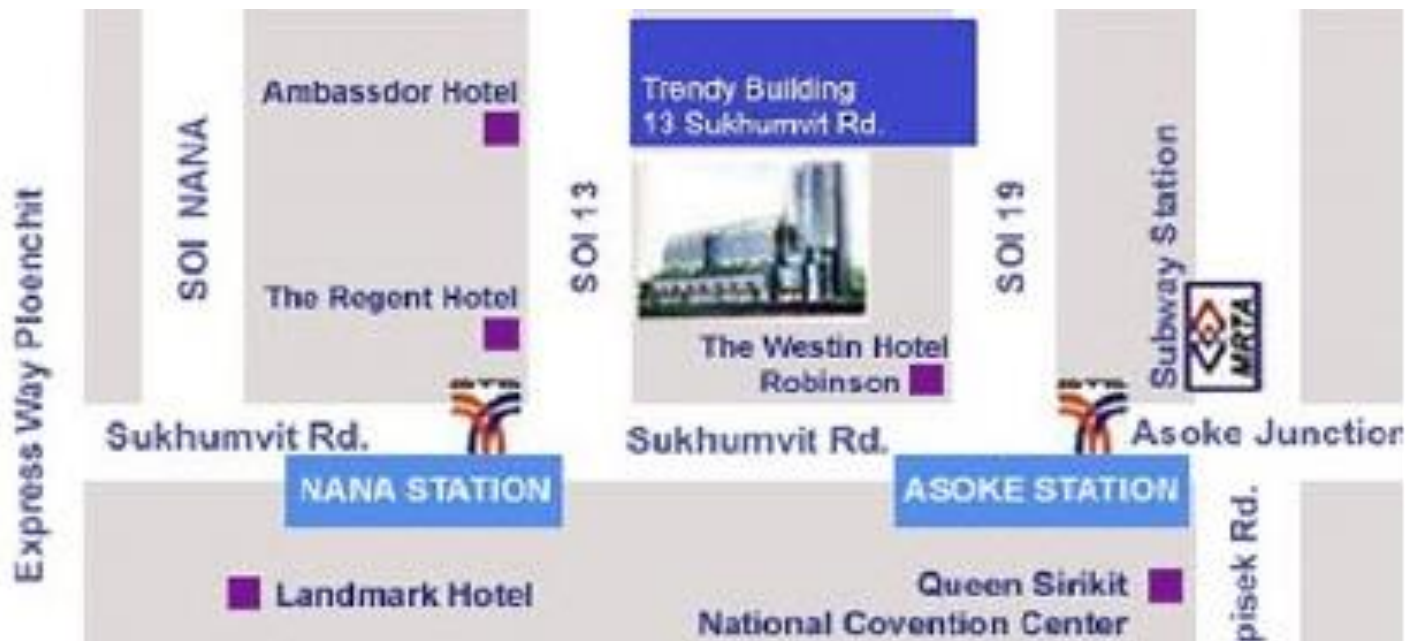 Express Way Ploenchit
SOI NANA
Ambassdor Hotel
The Regent Hotel
SOI 13
Trendy Building
13 Sukhumvit Rd.
The Westin Hotel
Robinson
SOI 19
Subway Station
MRTA
Sukhumvit Rd.
Sukhumvit Rd.
Asoke Junction
NANA STATION
ASOKE STATION
Landmark Hotel
Queen Sirikit
National Covention Center
pisek Rd.